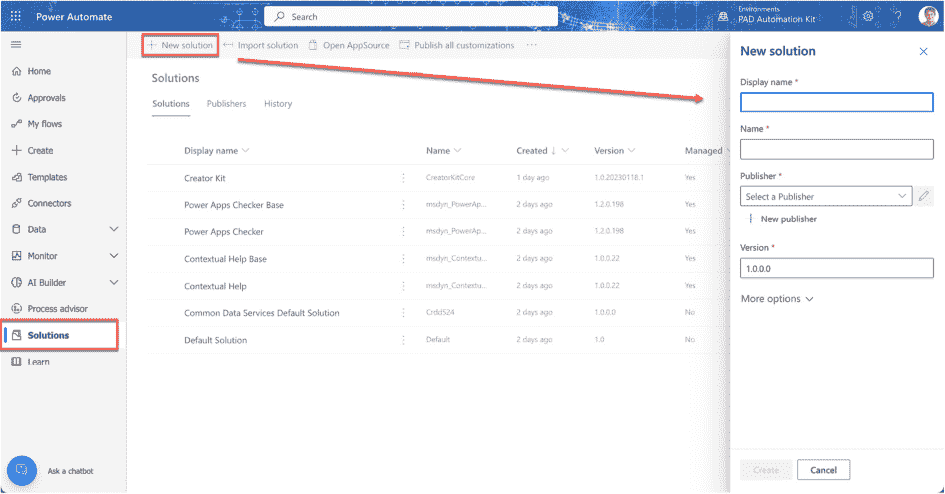 Power Automate
Search
Environments
PAD Automation Kit
?
New solution
Import solution
Open AppSource
Publish all customizations
...
Home
Approvals
My flows
Create
Templates
Connectors
Data
Monitor
AI Builder
Process advisor
Solutions
Learn
Ask a chatbot
Solutions
Solutions Publishers History
Display name Name Created ↓ Version Managed
Creator Kit CreatorKitCore 1 day ago 1.0.20230118.1 Yes
Power Apps Checker Base msdyn_PowerAp... 2 days ago 1.2.0.198 Yes
Power Apps Checker msdyn_PowerAp... 2 days ago 1.2.0.198 Yes
Contextual Help Base msdyn_Contextu... 2 days ago 1.0.0.22 Yes
Contextual Help msdyn_Contextu... 2 days ago 1.0.0.22 Yes
Common Data Services Default Solution 2 days ago 1.0.0.0 No
Default Solution Default 2 days ago 1.0 No
New solution
Display name *
Name *
Publisher *
Select a Publisher
New publisher
Version *
1.0.0.0
More options
Create Cancel